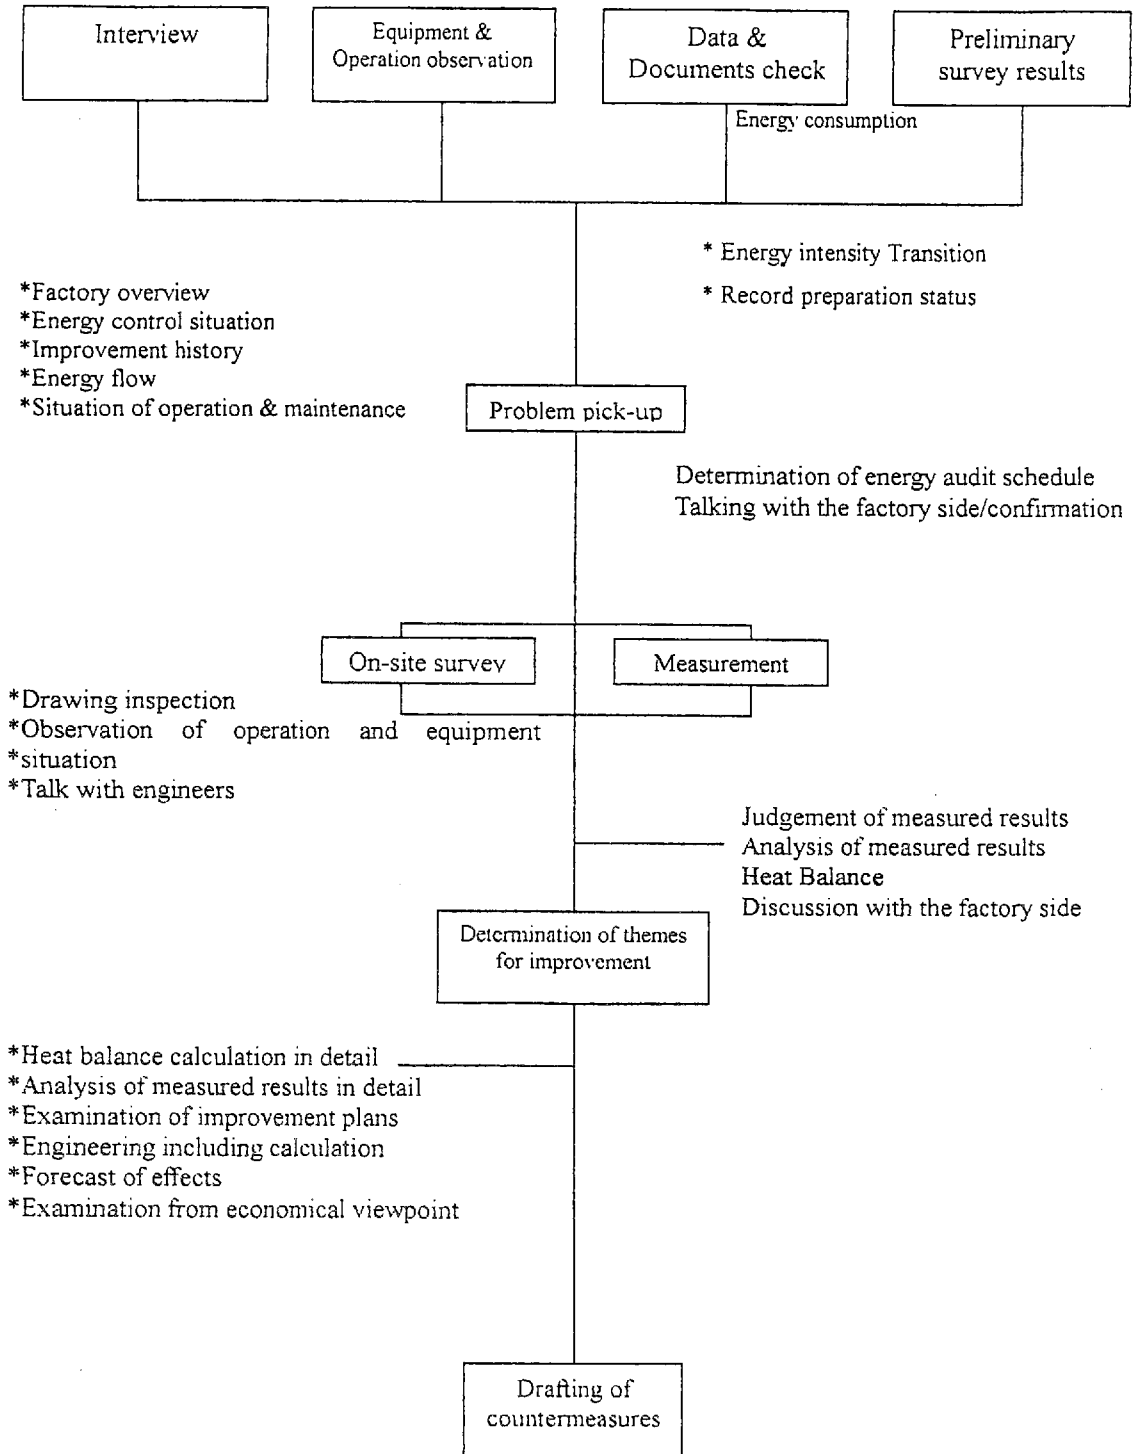 Interview
Equipment &
Operation observation
Data &
Documents check
Preliminary
survey results
Energy consumption
* Energy intensity Transition
* Record preparation status
*Factory overview
*Energy control situation
*Improvement history
*Energy flow
*Situation of operation & maintenance
Problem pick-up
Determination of energy audit schedule
Talking with the factory side/confirmation
On-site survey
Measurement
*Drawing inspection
*Observation of operation and equipment
*situation
*Talk with engineers
Judgement of measured results
Analysis of measured results
Heat Balance
Discussion with the factory side
Determination of themes
for improvement
*Heat balance calculation in detail
*Analysis of measured results in detail
*Examination of improvement plans
*Engineering including calculation
*Forecast of effects
*Examination from economical viewpoint
Drafting of
countermeasures